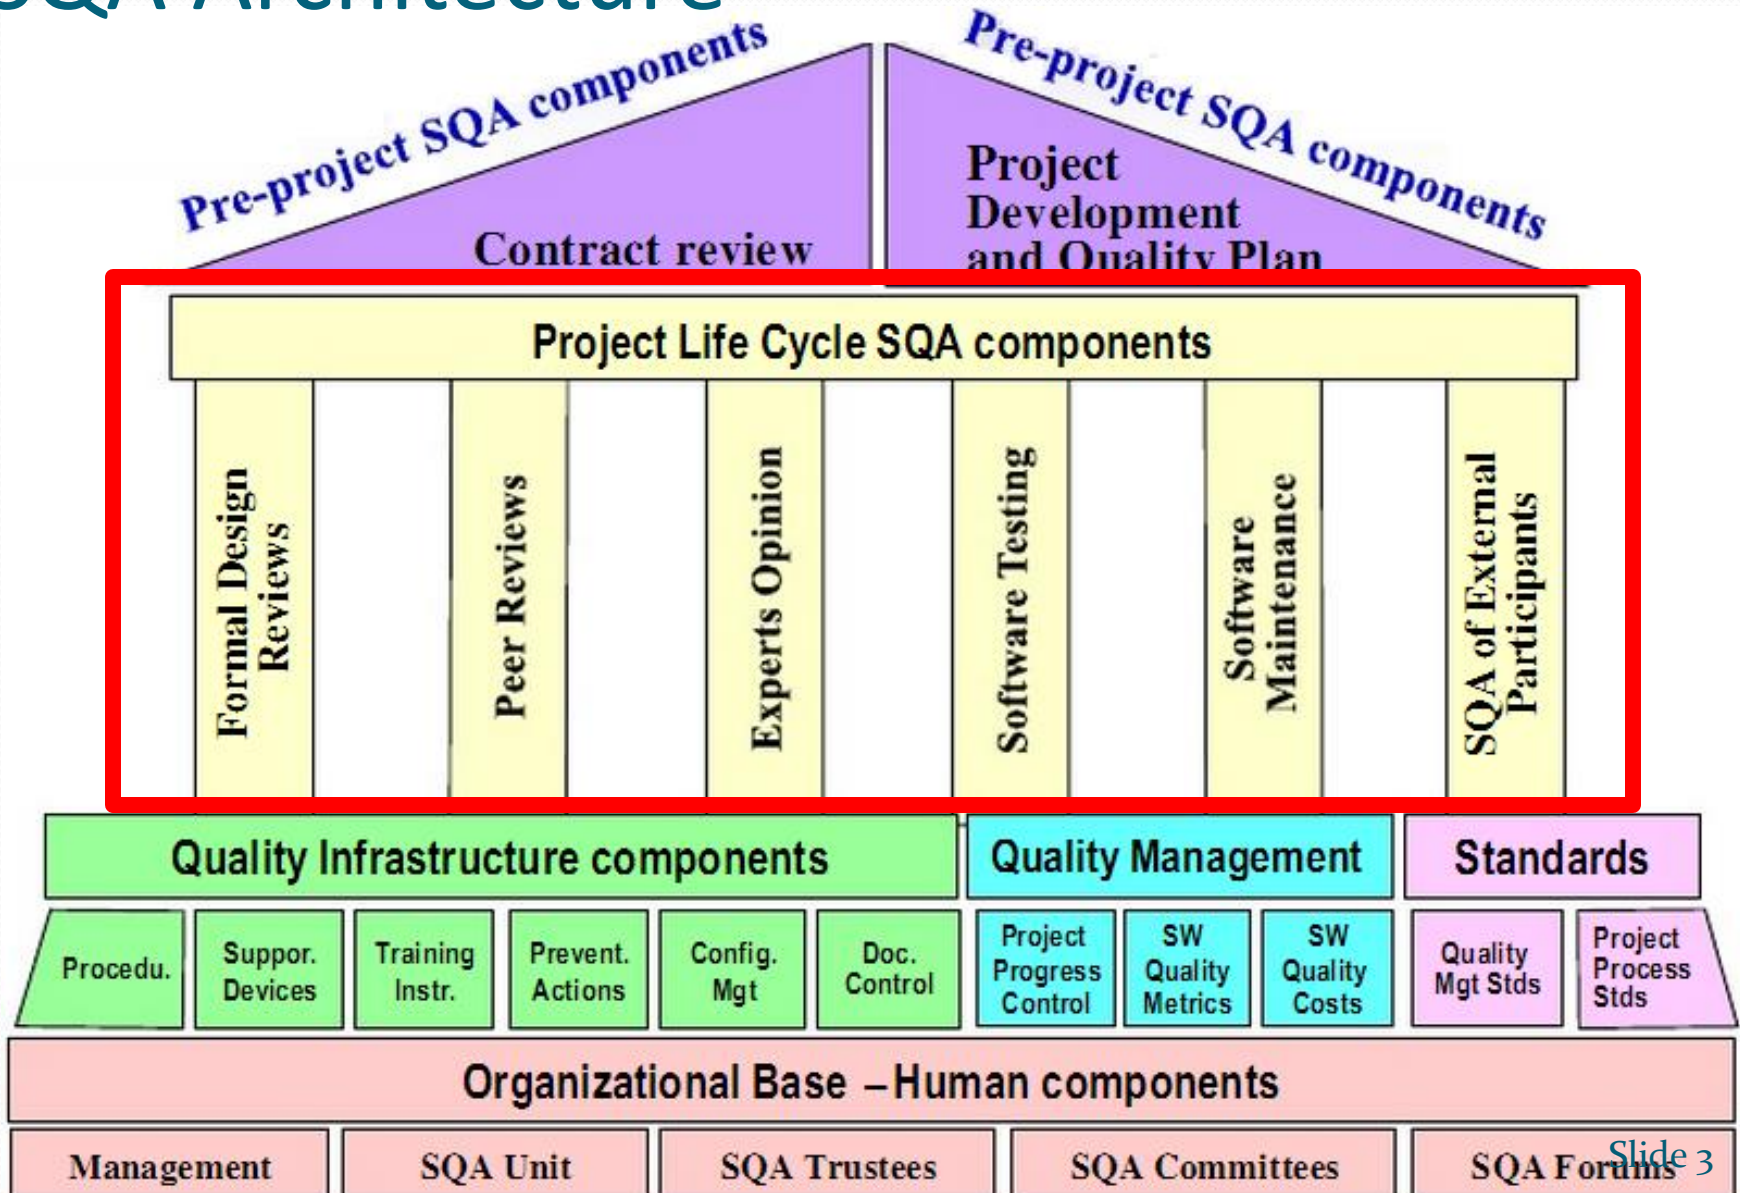 SQA Architecture
Pre-project SQA components
Pre-project SQA components
Contract review
Project
Development
and Quality Plan
Project Life Cycle SQA components
Formal Design
Reviews
Peer Reviews
Experts Opinion
Software Testing
Software
Maintenance
SQA of External
Participants
Quality Infrastructure components
Quality Management
Standards
Procedu.
Suppor.
Devices
Training
Instr.
Prevent.
Actions
Config.
Mgt
Doc.
Control
Project
Progress
Control
SW
Quality
Metrics
SW
Quality
Costs
Quality
Mgt Stds
Project
Process
Stds
Organizational Base – Human components
Management
SQA Unit
SQA Trustees
SQA Committees
SQA Forums
Slide 3